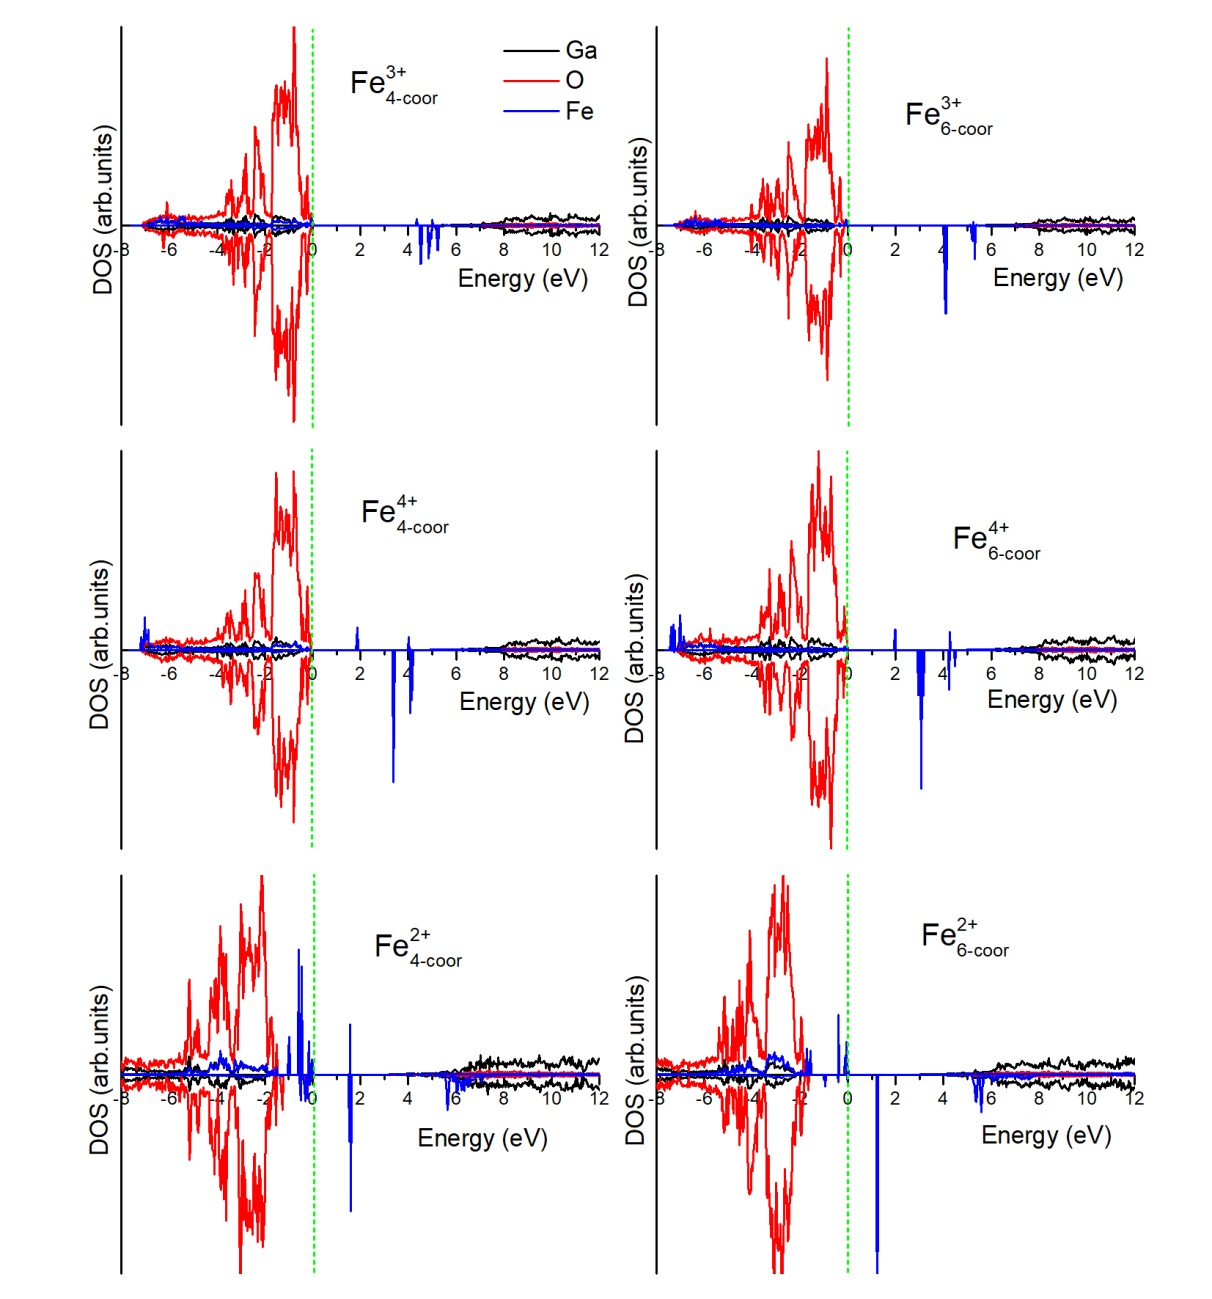 Ga
O
Fe
Fe3+4-coor
DOS (arb.units)
-8 -6 -4 -2 0 2 4 6 8 10 12
Energy (eV)
Fe3+6-coor
DOS (arb.units)
-8 -6 -4 -2 0 2 4 6 8 10 12
Energy (eV)
Fe4+4-coor
DOS (arb.units)
-8 -6 -4 -2 0 2 4 6 8 10 12
Energy (eV)
Fe4+6-coor
DOS (arb.units)
-8 -6 -4 -2 0 2 4 6 8 10 12
Energy (eV)
Fe2+4-coor
DOS (arb.units)
-8 -6 -4 -2 0 2 4 6 8 10 12
Energy (eV)
Fe2+6-coor
DOS (arb.units)
-8 -6 -4 -2 0 2 4 6 8 10 12
Energy (eV)